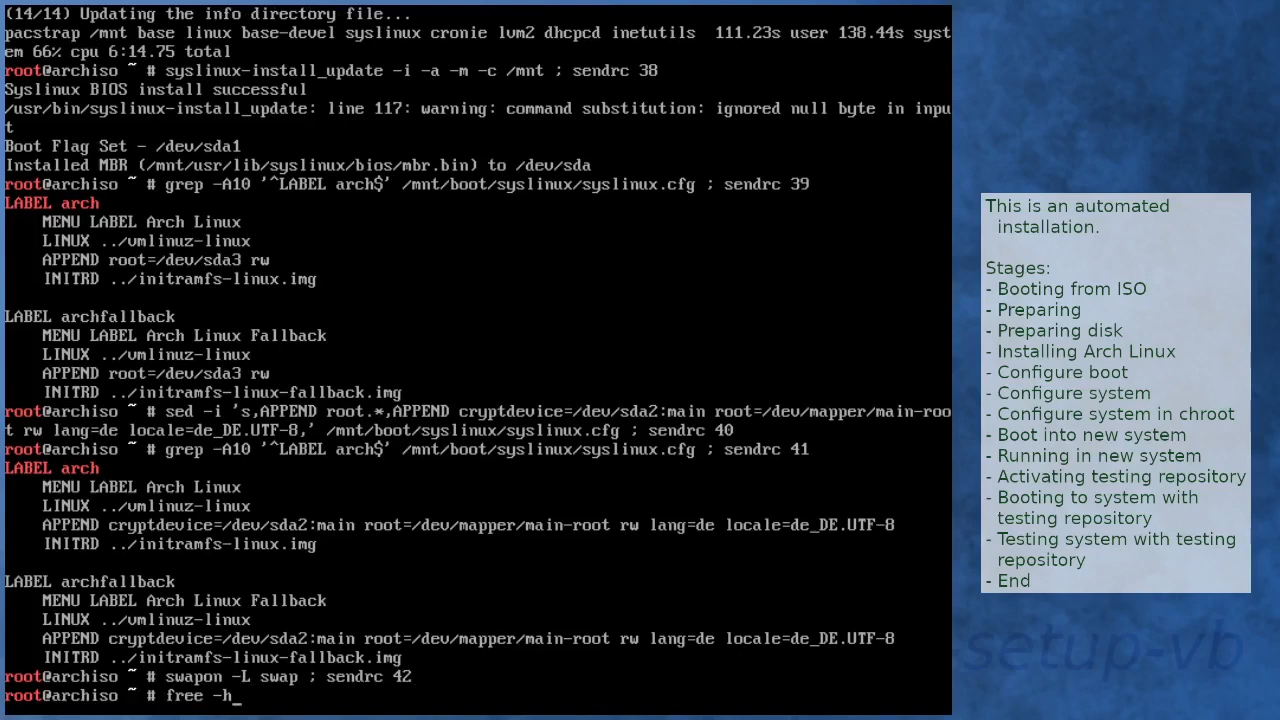 (14/14) Updating the info directory file...
pacstrap /mnt base linux base-devel syslinux cronie lvm2 dhcpcd inetutils  111.23s user 138.44s syst
em 66% cpu 6:14.75 total
root@archiso ~ # syslinux-install_update -i -a -m -c /mnt ; sendrc 38
Syslinux BIOS install successful
/usr/bin/syslinux-install_update: line 117: warning: command substitution: ignored null byte in inpu
t
Boot Flag Set - /dev/sda1
Installed MBR (/mnt/usr/lib/syslinux/bios/mbr.bin) to /dev/sda
root@archiso ~ # grep -A10 '^LABEL arch$' /mnt/boot/syslinux/syslinux.cfg ; sendrc 39
LABEL arch
    MENU LABEL Arch Linux
    LINUX ../vmlinuz-linux
    APPEND root=/dev/sda3 rw
    INITRD ../initramfs-linux.img

LABEL archfallback
    MENU LABEL Arch Linux Fallback
    LINUX ../vmlinuz-linux
    APPEND root=/dev/sda3 rw
    INITRD ../initramfs-linux-fallback.img
root@archiso ~ # sed -i 's,APPEND root.*,APPEND cryptdevice=/dev/sda2:main root=/dev/mapper/main-roo
t rw lang=de locale=de_DE.UTF-8,' /mnt/boot/syslinux/syslinux.cfg ; sendrc 40
root@archiso ~ # grep -A10 '^LABEL arch$' /mnt/boot/syslinux/syslinux.cfg ; sendrc 41
LABEL arch
    MENU LABEL Arch Linux
    LINUX ../vmlinuz-linux
    APPEND cryptdevice=/dev/sda2:main root=/dev/mapper/main-root rw lang=de locale=de_DE.UTF-8
    INITRD ../initramfs-linux.img

LABEL archfallback
    MENU LABEL Arch Linux Fallback
    LINUX ../vmlinuz-linux
    APPEND cryptdevice=/dev/sda2:main root=/dev/mapper/main-root rw lang=de locale=de_DE.UTF-8
    INITRD ../initramfs-linux-fallback.img
root@archiso ~ # swapon -L swap ; sendrc 42
root@archiso ~ # free -h_
This is an automated
installation.

Stages:
- Booting from ISO
- Preparing
- Preparing disk
- Installing Arch Linux
- Configure boot
- Configure system
- Configure system in chroot
- Boot into new system
- Running in new system
- Activating testing repository
- Booting to system with
testing repository
- Testing system with testing
repository
- End
setup-vb